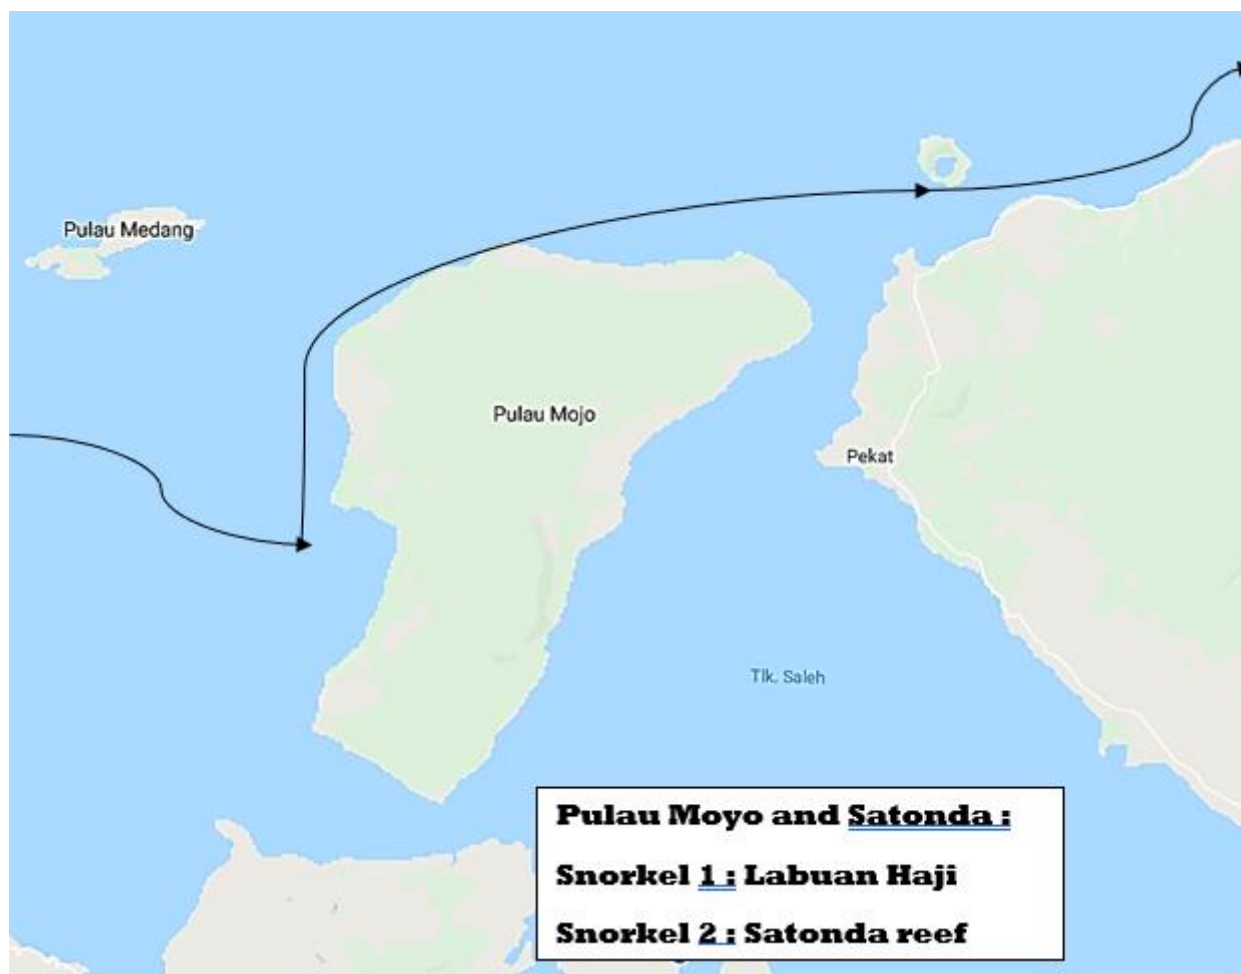 Pulau Medang
Pulau Mojo
Pekat
Tlk. Saleh
Pulau Moyo and Satonda :
Snorkel 1 : Labuan Haji
Snorkel 2 : Satonda reef